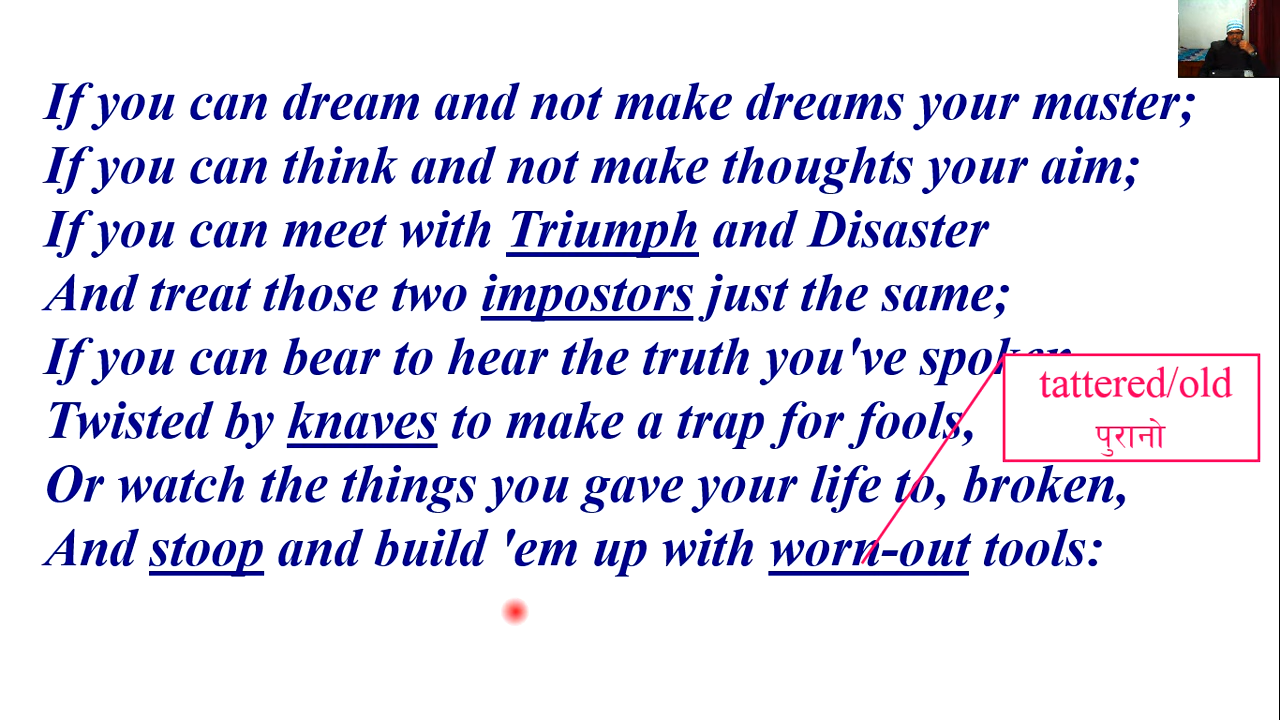 If you can dream and not make dreams your master;
If you can think and not make thoughts your aim;
If you can meet with Triumph and Disaster
And treat those two impostors just the same;
If you can bear to hear the truth you've spoken
Twisted by knaves to make a trap for fools,
Or watch the things you gave your life to, broken,
And stoop and build 'em up with worn-out tools:
tattered/old
पुरानो